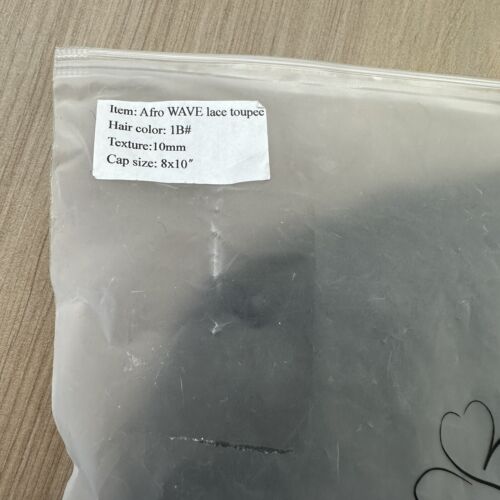 Item: Afro WAVE lace toupee
Hair color: 1B#
Texture:10mm
Cap size: 8x10"